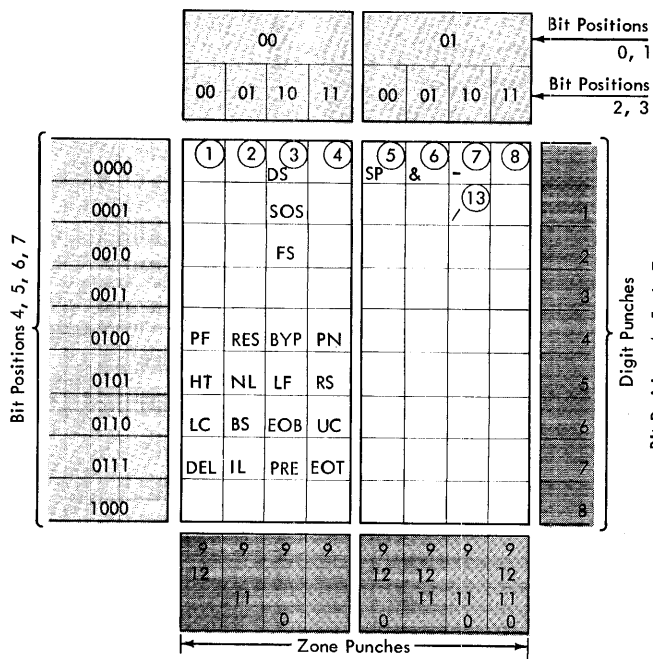 00 01 Bit Positions
0, 1
00 01 10 11 00 01 10 11 Bit Positions
2, 3
Bit Positions 4, 5, 6, 7
0000 1 2 3 4 5 6 7 8
DS SP & -
0001 SOS / 13 1
0010 FS 2
0011 3
0100 PF RES BYP PN 4
0101 HT NL LF RS 5
0110 LC BS EOB UC 6
0111 DEL IL PRE EOT 7
1000 8
Digit Punches
9 9 9 9 9 9 9 9
12 12 12 12
11 11 11 11
0 0 0 0
Zone Punches